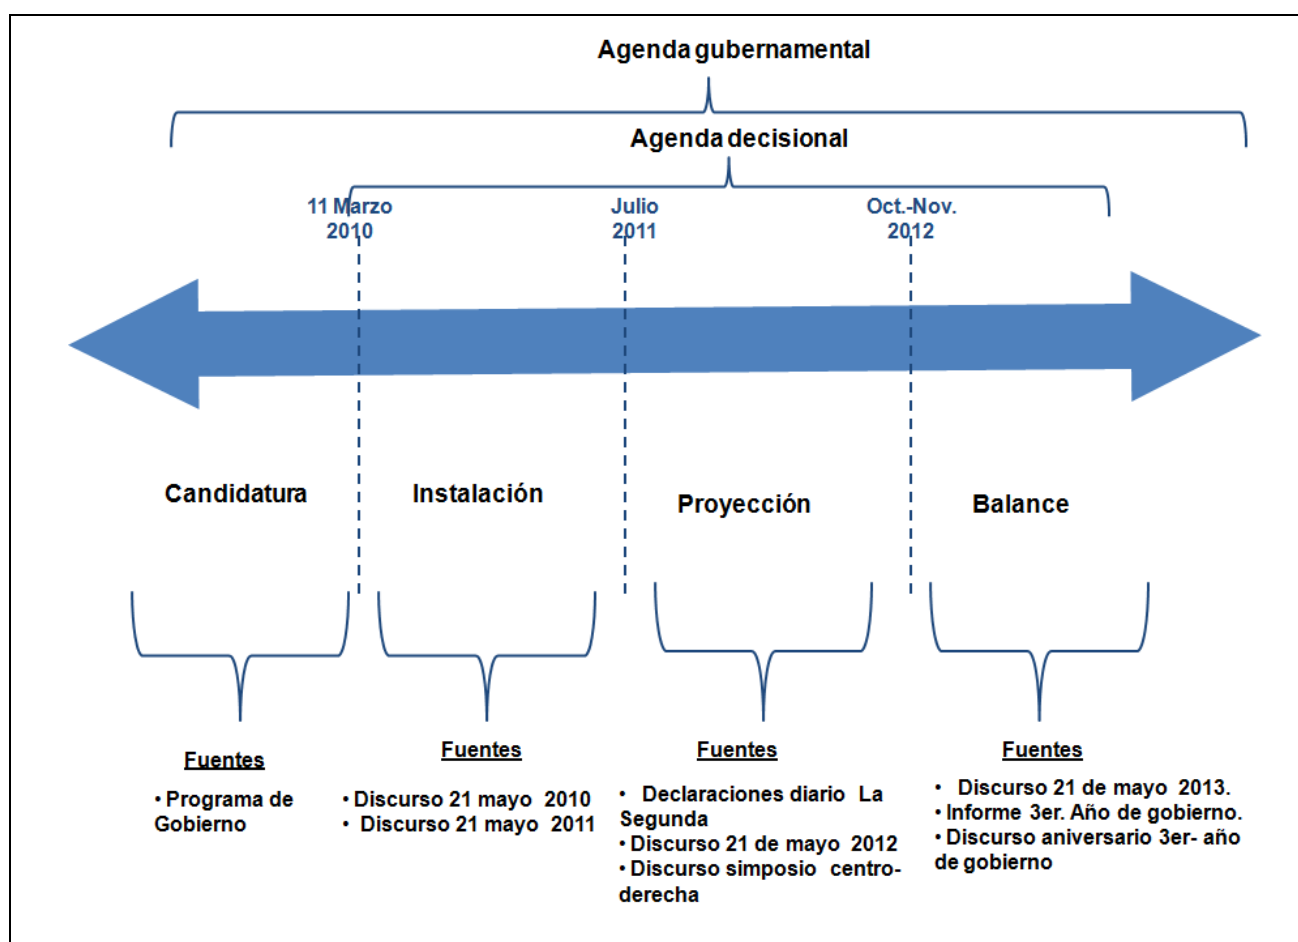 Agenda gubernamental
Agenda decisional
11 Marzo
2010
Julio
2011
Oct.-Nov.
2012
Candidatura
Instalación
Proyección
Balance
Fuentes
• Programa de
Gobierno
Fuentes
• Discurso 21 mayo 2010
• Discurso 21 mayo 2011
Fuentes
• Declaraciones diario La
Segunda
• Discurso 21 de mayo 2012
• Discurso simposio centro-
derecha
Fuentes
• Discurso 21 de mayo 2013.
• Informe 3er. Año de gobierno.
• Discurso aniversario 3er- año
de gobierno